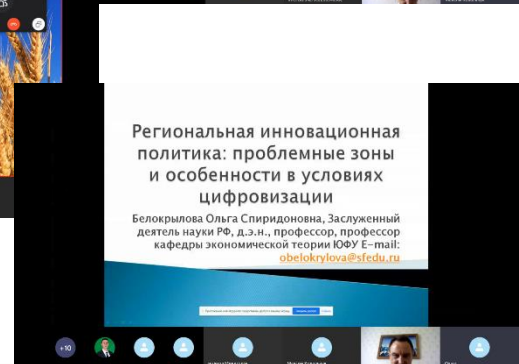 Региональная инновационная
политика: проблемные зоны
и особенности в условиях
цифровизации
Белокрылова Ольга Спиридоновна, Заслуженный
деятель науки РФ, д.э.н., профессор, профессор
кафедры экономической теории ЮФУ E-mail:
obelokrylova@sfedu.ru
+10